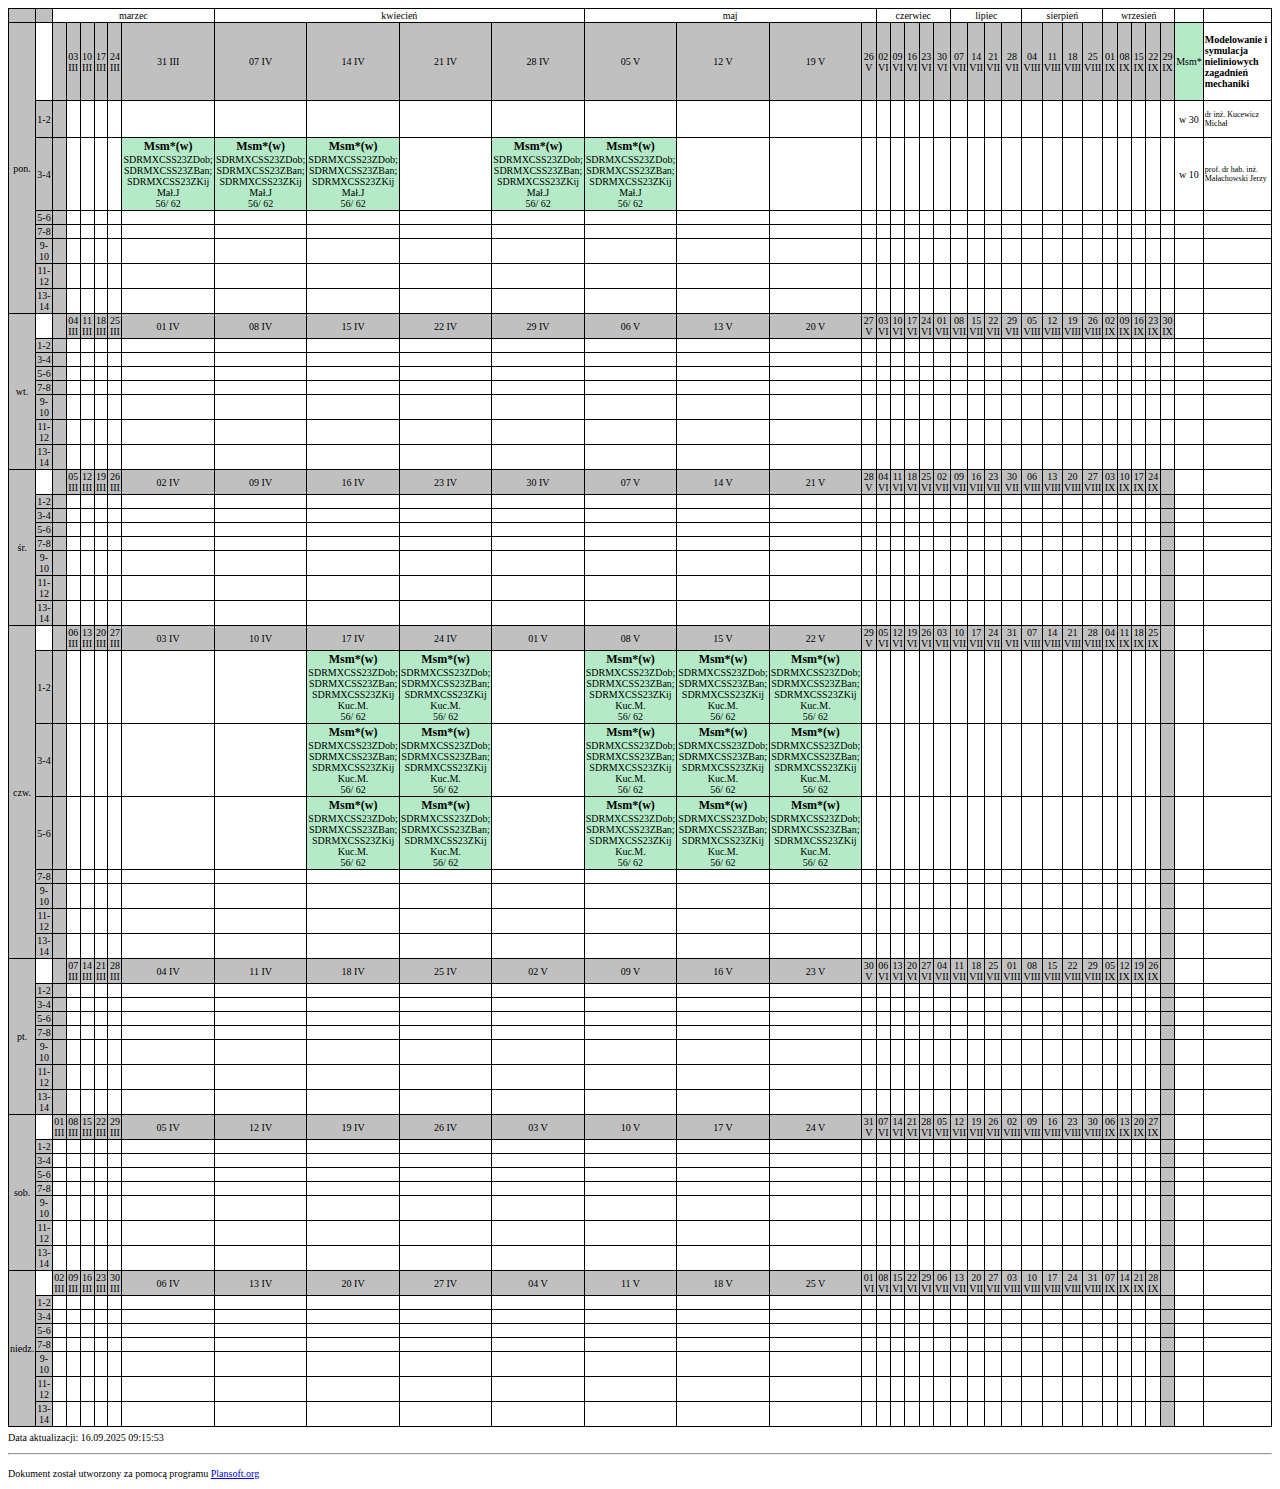 marzec kwiecień maj czerwiec lipiec sierpień wrzesień
pon. 03 III 10 III 17 III 24 III 31 III 07 IV 14 IV 21 IV 28 IV 05 V 12 V 19 V 26 V 02 VI 09 VI 16 VI 23 VI 30 VI 07 VII 14 VII 21 VII 28 VII 04 VIII 11 VIII 18 VIII 25 VIII 01 IX 08 IX 15 IX 22 IX 29 IX Msm* Modelowanie i symulacja nieliniowych zagadnień mechaniki
1-2 w 30 dr inż. Kucewicz Michał
3-4 w 10 prof. dr hab. inż. Małachowski Jerzy
Msm*(w) Msm*(w) Msm*(w) Msm*(w) Msm*(w)
SDRMXCSS23ZDob; SDRMXCSS23ZDob; SDRMXCSS23ZDob; SDRMXCSS23ZDob; SDRMXCSS23ZDob;
SDRMXCSS23ZBan; SDRMXCSS23ZBan; SDRMXCSS23ZBan; SDRMXCSS23ZBan; SDRMXCSS23ZBan;
SDRMXCSS23ZKij SDRMXCSS23ZKij SDRMXCSS23ZKij SDRMXCSS23ZKij SDRMXCSS23ZKij
Mał.J Mał.J Mał.J Mał.J Mał.J
56/ 62 56/ 62 56/ 62 56/ 62 56/ 62
5-6
7-8
9-10
11-12
13-14
wt. 04 III 11 III 18 III 25 III 01 IV 08 IV 15 IV 22 IV 29 IV 06 V 13 V 20 V 27 V 03 VI 10 VI 17 VI 24 VI 01 VII 08 VII 15 VII 22 VII 29 VII 05 VIII 12 VIII 19 VIII 26 VIII 02 IX 09 IX 16 IX 23 IX 30 IX
1-2
3-4
5-6
7-8
9-10
11-12
13-14
śr. 05 III 12 III 19 III 26 III 02 IV 09 IV 16 IV 23 IV 30 IV 07 V 14 V 21 V 28 V 04 VI 11 VI 18 VI 25 VI 02 VII 09 VII 16 VII 23 VII 30 VII 06 VIII 13 VIII 20 VIII 27 VIII 03 IX 10 IX 17 IX 24 IX
1-2
3-4
5-6
7-8
9-10
11-12
13-14
czw. 06 III 13 III 20 III 27 III 03 IV 10 IV 17 IV 24 IV 01 V 08 V 15 V 22 V 29 V 05 VI 12 VI 19 VI 26 VI 03 VII 10 VII 17 VII 24 VII 31 VII 07 VIII 14 VIII 21 VIII 28 VIII 04 IX 11 IX 18 IX 25 IX
1-2
Msm*(w) Msm*(w) Msm*(w) Msm*(w) Msm*(w)
SDRMXCSS23ZDob; SDRMXCSS23ZDob; SDRMXCSS23ZDob; SDRMXCSS23ZDob; SDRMXCSS23ZDob;
SDRMXCSS23ZBan; SDRMXCSS23ZBan; SDRMXCSS23ZBan; SDRMXCSS23ZBan; SDRMXCSS23ZBan;
SDRMXCSS23ZKij SDRMXCSS23ZKij SDRMXCSS23ZKij SDRMXCSS23ZKij SDRMXCSS23ZKij
Kuc.M. Kuc.M. Kuc.M. Kuc.M. Kuc.M.
56/ 62 56/ 62 56/ 62 56/ 62 56/ 62
3-4
Msm*(w) Msm*(w) Msm*(w) Msm*(w) Msm*(w)
SDRMXCSS23ZDob; SDRMXCSS23ZDob; SDRMXCSS23ZDob; SDRMXCSS23ZDob; SDRMXCSS23ZDob;
SDRMXCSS23ZBan; SDRMXCSS23ZBan; SDRMXCSS23ZBan; SDRMXCSS23ZBan; SDRMXCSS23ZBan;
SDRMXCSS23ZKij SDRMXCSS23ZKij SDRMXCSS23ZKij SDRMXCSS23ZKij SDRMXCSS23ZKij
Kuc.M. Kuc.M. Kuc.M. Kuc.M. Kuc.M.
56/ 62 56/ 62 56/ 62 56/ 62 56/ 62
5-6
Msm*(w) Msm*(w) Msm*(w) Msm*(w) Msm*(w)
SDRMXCSS23ZDob; SDRMXCSS23ZDob; SDRMXCSS23ZDob; SDRMXCSS23ZDob; SDRMXCSS23ZDob;
SDRMXCSS23ZBan; SDRMXCSS23ZBan; SDRMXCSS23ZBan; SDRMXCSS23ZBan; SDRMXCSS23ZBan;
SDRMXCSS23ZKij SDRMXCSS23ZKij SDRMXCSS23ZKij SDRMXCSS23ZKij SDRMXCSS23ZKij
Kuc.M. Kuc.M. Kuc.M. Kuc.M. Kuc.M.
56/ 62 56/ 62 56/ 62 56/ 62 56/ 62
7-8
9-10
11-12
13-14
pt. 07 III 14 III 21 III 28 III 04 IV 11 IV 18 IV 25 IV 02 V 09 V 16 V 23 V 30 V 06 VI 13 VI 20 VI 27 VI 04 VII 11 VII 18 VII 25 VII 01 VIII 08 VIII 15 VIII 22 VIII 29 VIII 05 IX 12 IX 19 IX 26 IX
1-2
3-4
5-6
7-8
9-10
11-12
13-14
sob. 01 III 08 III 15 III 22 III 29 III 05 IV 12 IV 19 IV 26 IV 03 V 10 V 17 V 24 V 31 V 07 VI 14 VI 21 VI 28 VI 05 VII 12 VII 19 VII 26 VII 02 VIII 09 VIII 16 VIII 23 VIII 30 VIII 06 IX 13 IX 20 IX 27 IX
1-2
3-4
5-6
7-8
9-10
11-12
13-14
niedz 02 III 09 III 16 III 23 III 30 III 06 IV 13 IV 20 IV 27 IV 04 V 11 V 18 V 25 V 01 VI 08 VI 15 VI 22 VI 29 VI 06 VII 13 VII 20 VII 27 VII 03 VIII 10 VIII 17 VIII 24 VIII 31 VIII 07 IX 14 IX 21 IX 28 IX
1-2
3-4
5-6
7-8
9-10
11-12
13-14
Data aktualizacji: 16.09.2025 09:15:53
Dokument został utworzony za pomocą programu Plansoft.org